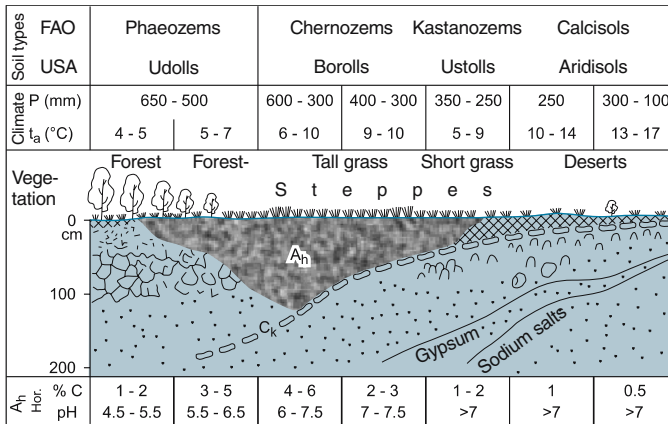 Soil types FAO Phaeozems Chernozems Kastanozems Calcisols
USA Udolls Borolls Ustolls Aridisols
Climate P (mm) 650 - 500 600 - 300 400 - 300 350 - 250 250 300 - 100
ta (°C) 4 - 5 5 - 7 6 - 10 9 - 10 5 - 9 10 - 14 13 - 17
Vege-
tation
Forest Forest- Tall grass Short grass Deserts
S t e p p e s
0
cm
Ah
100
Ck
Gypsum
Sodium salts
200
Ah Hor. % C 1 - 2 3 - 5 4 - 6 2 - 3 1 - 2 1 0.5
pH 4.5 - 5.5 5.5 - 6.5 6 - 7.5 7 - 7.5 >7 >7 >7